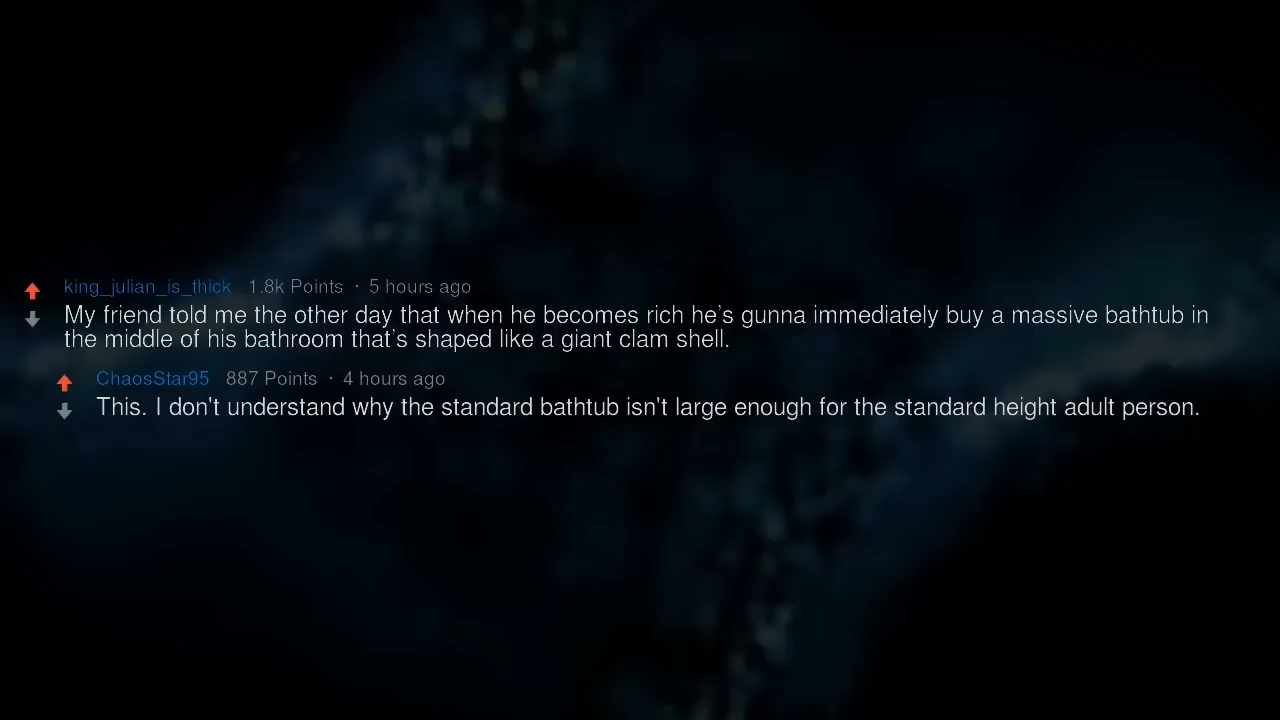 king_julian_is_thick 1.8k Points · 5 hours ago
My friend told me the other day that when he becomes rich he's gunna immediately buy a massive bathtub in
the middle of his bathroom that's shaped like a giant clam shell.
ChaosStar95 887 Points · 4 hours ago
This. I don't understand why the standard bathtub isn't large enough for the standard height adult person.